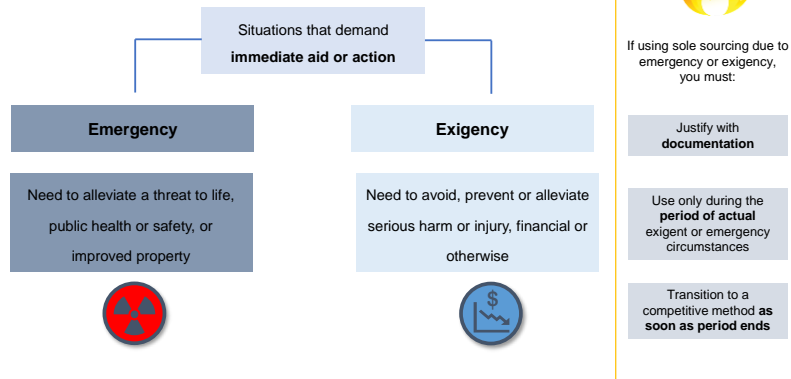 Situations that demand
immediate aid or action
Emergency
Exigency
Need to alleviate a threat to life,
public health or safety, or
improved property
Need to avoid, prevent or alleviate
serious harm or injury, financial or
otherwise
$
If using sole sourcing due to
emergency or exigency,
you must:
Justify with
documentation
Use only during the
period of actual
exigent or emergency
circumstances
Transition to a
competitive method as
soon as period ends